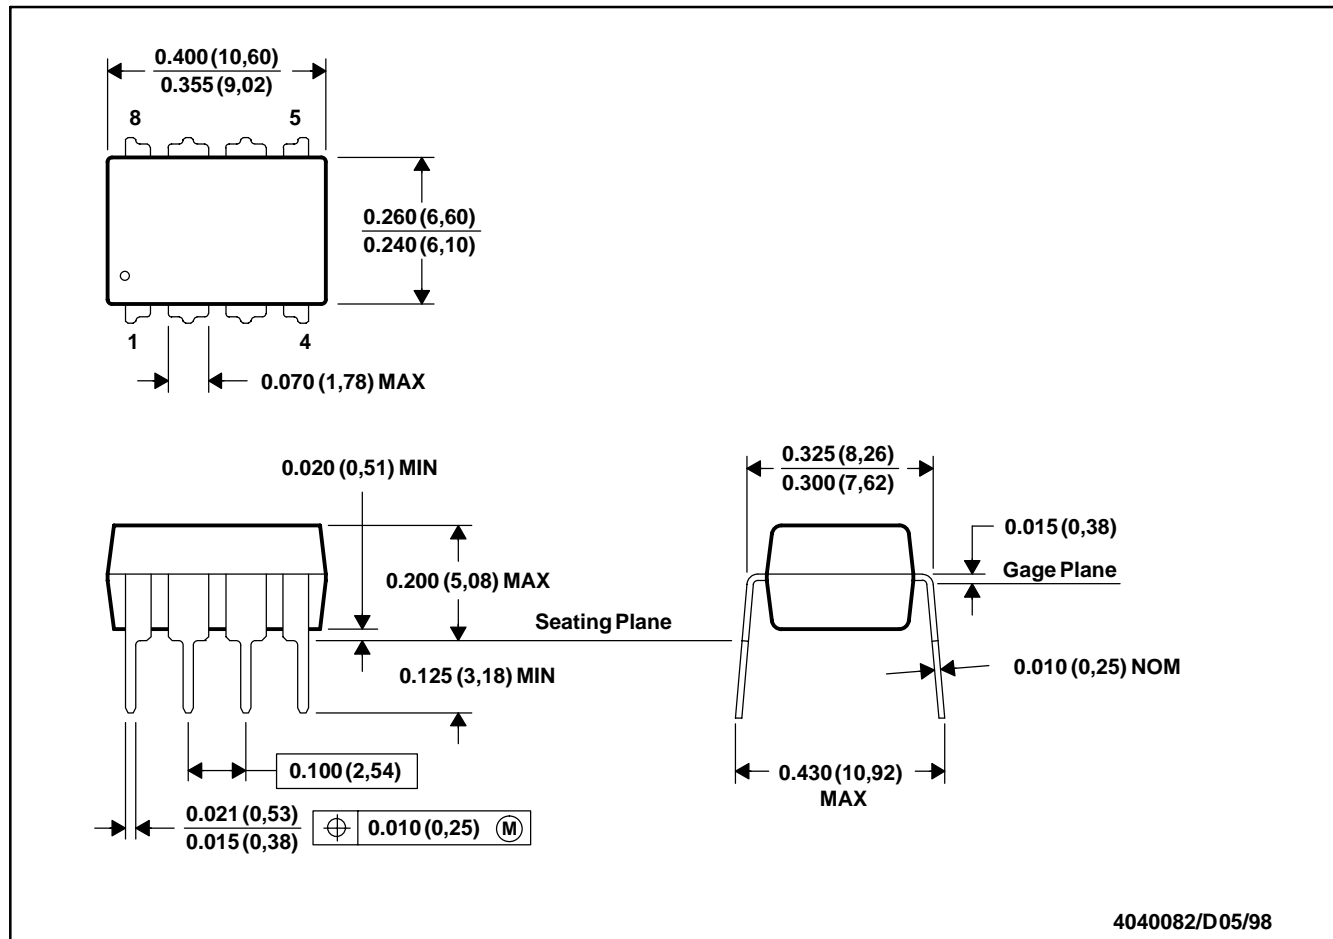 0.400 (10,60)
0.355 (9,02)
8
5
0.260 (6,60)
0.240 (6,10)
1
4
0.070 (1,78) MAX
0.020 (0,51) MIN
0.200 (5,08) MAX
Seating Plane
0.125 (3,18) MIN
0.100 (2,54)
0.021 (0,53)
0.015 (0,38)
0.010 (0,25) M
0.325 (8,26)
0.300 (7,62)
0.015 (0,38)
Gage Plane
0.010 (0,25) NOM
0.430 (10,92)
MAX
4040082/D 05/98